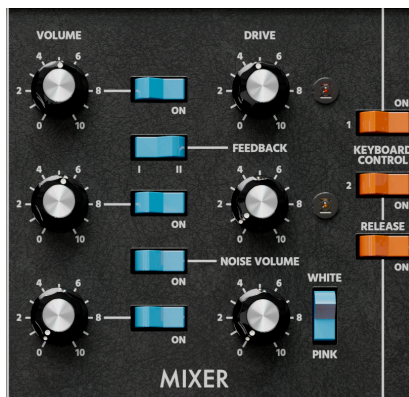 VOLUME
DRIVE
4 6
4 6
2 8
2 8
ON
ON
0 10
0 10
1
FEEDBACK
KEYBOARD
CONTROL
I II
4 6
4 6
2
2 8
2 8
ON
0 10
0 10
RELEASE
NOISE VOLUME
ON
WHITE
4 6
4 6
2 8
2 8
ON
0 10
0 10
PINK
MIXER